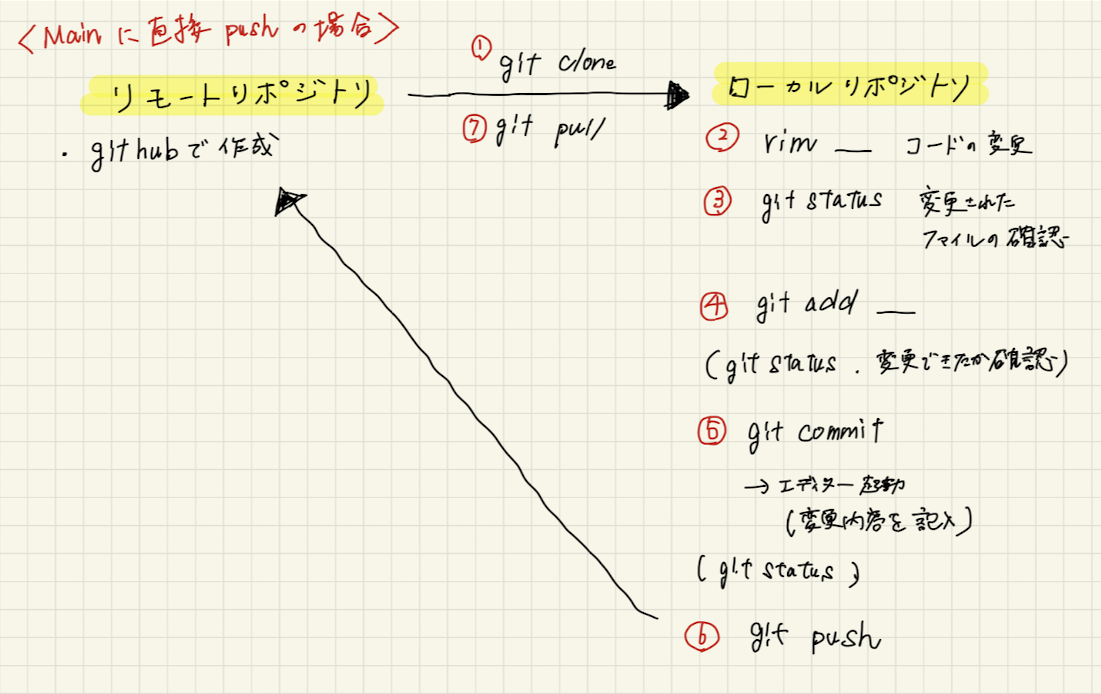 <Mainに直接pushの場合>
① git clone
リモートリポジトリ
ローカルリポジトリ
⑦ git pull
・githubで作成
② vim __ コードの変更
③ git status 変更された
ファイルの確認
④ git add __
(git status . 変更できたか確認)
⑤ git commit
→ エディター起動
(変更内容を記入)
(git status)
⑥ git push